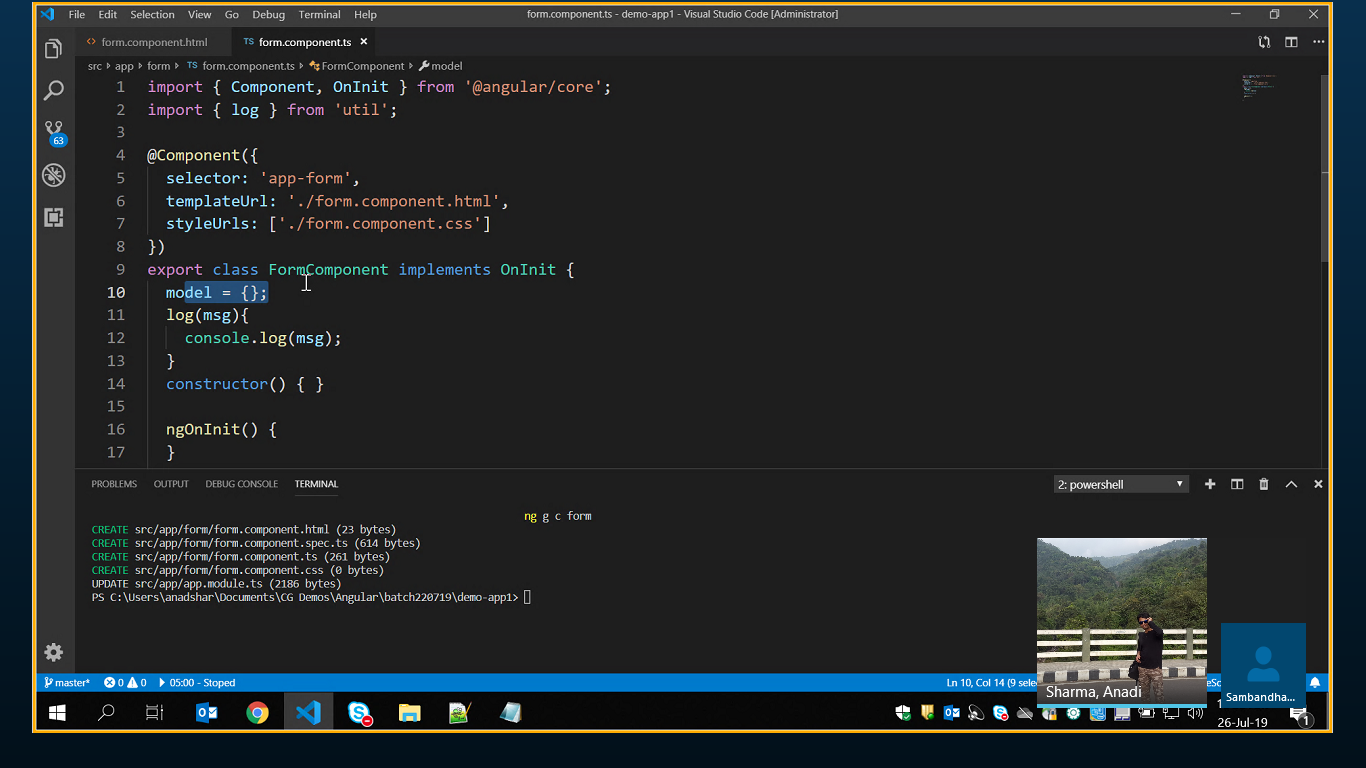 File Edit Selection View Go Debug Terminal Help form.component.ts - demo-app1 - Visual Studio Code [Administrator]
form.component.html TS form.component.ts
src > app > form > TS form.component.ts > FormComponent > model
1 import { Component, OnInit } from '@angular/core';
2 import { log } from 'util';
3
4 @Component({
5 selector: 'app-form',
6 templateUrl: './form.component.html',
7 styleUrls: ['./form.component.css']
8 })
9 export class FormComponent implements OnInit {
10 model = {};
11 log(msg){
12 console.log(msg);
13 }
14 constructor() { }
15
16 ngOnInit() {
17 }
63
PROBLEMS OUTPUT DEBUG CONSOLE TERMINAL 2: powershell
ng g c form
CREATE src/app/form/form.component.html (23 bytes)
CREATE src/app/form/form.component.spec.ts (614 bytes)
CREATE src/app/form/form.component.ts (261 bytes)
CREATE src/app/form/form.component.css (0 bytes)
UPDATE src/app/app.module.ts (2186 bytes)
PS C:\Users\anadshar\Documents\CG Demos\Angular\batch220719\demo-app1>
Sharma, Anadi
Sambandha...
master* 0 0 05:00 - Stoped Ln 10, Col 14 (9 sele
26-Jul-19
1